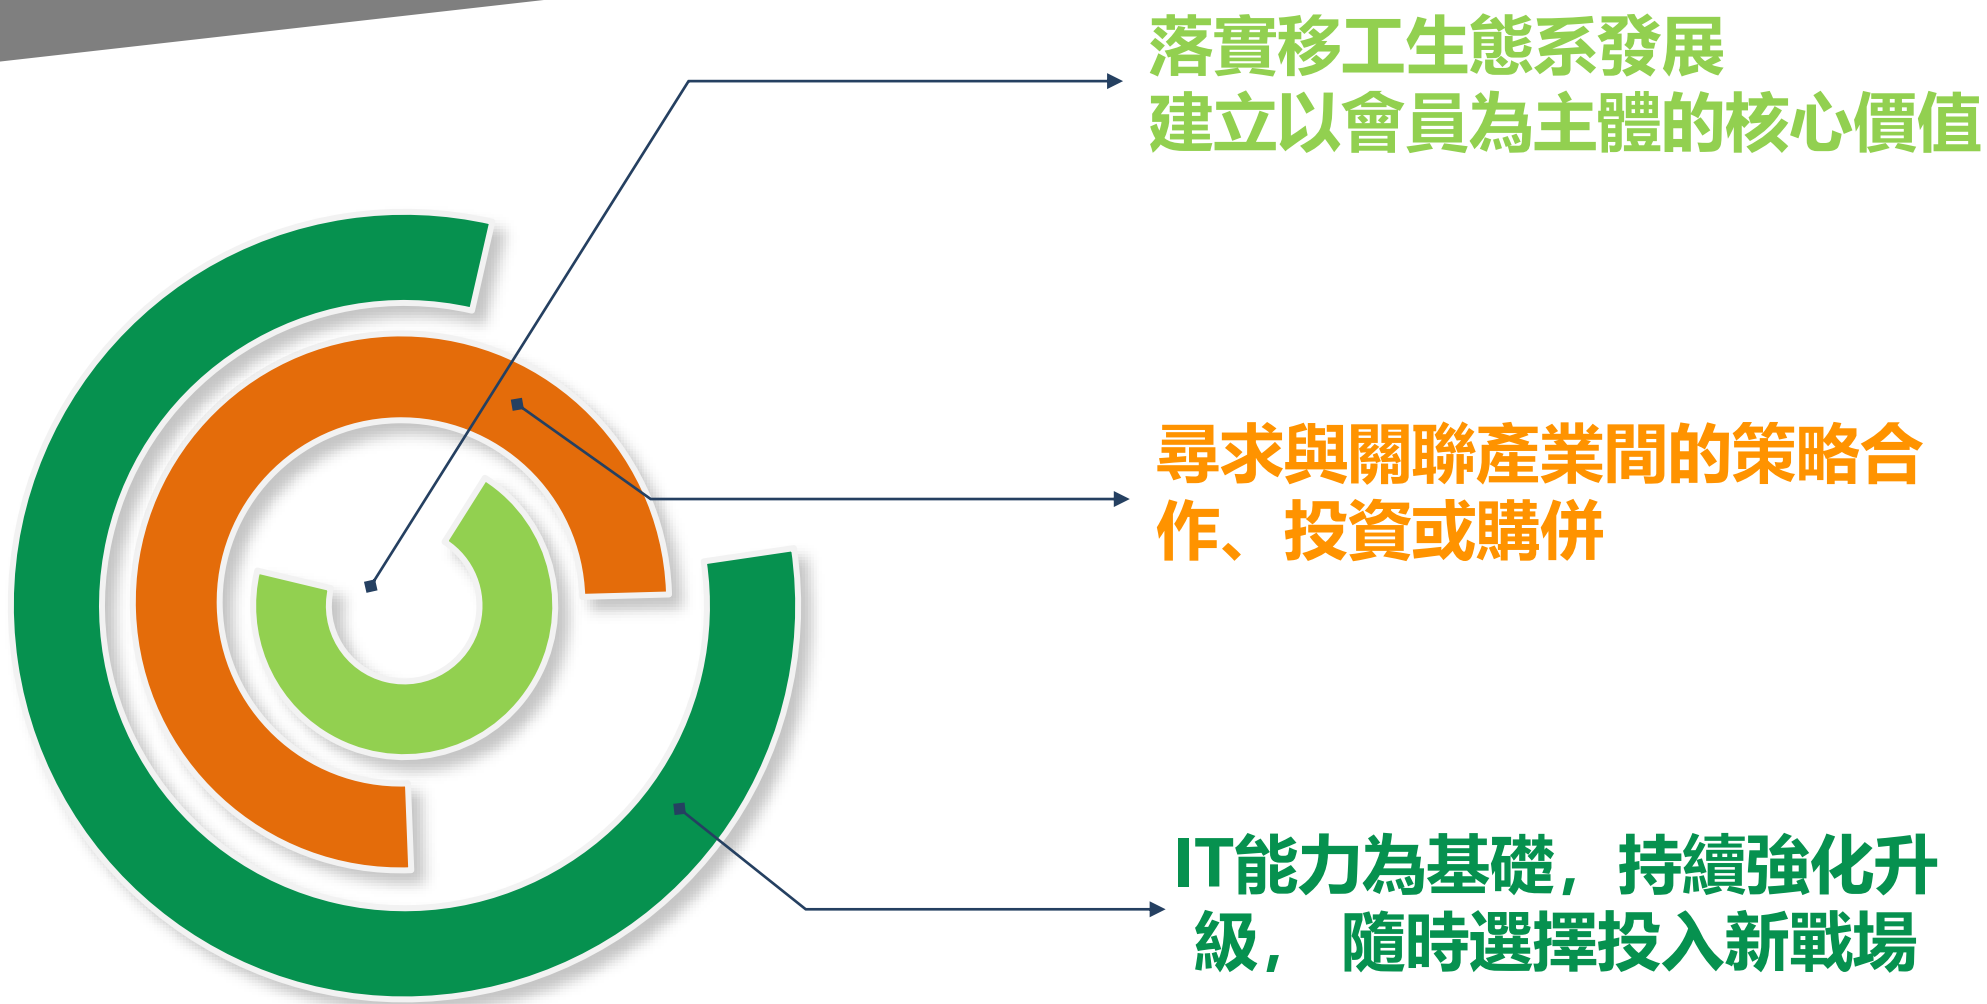 落實移工生態系發展
建立以會員為主體的核心價值
尋求與關聯產業間的策略合
作、投資或購併
IT能力為基礎，持續強化升
級， 隨時選擇投入新戰場